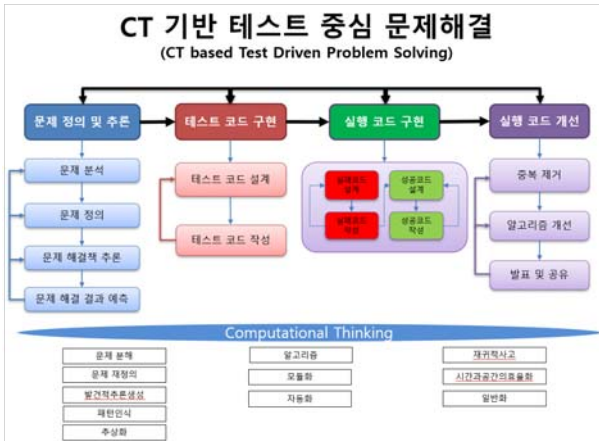 CT 기반 테스트 중심 문제해결
(CT based Test Driven Problem Solving)
문제 정의 및 추론
테스트 코드 구현
실행 코드 구현
실행 코드 개선
문제 분석
문제 정의
문제 해결책 추론
문제 해결 결과 예측
테스트 코드 설계
테스트 코드 작성
실패코드
설계
실패코드
작성
성공코드
설계
성공코드
작성
중복 제거
알고리즘 개선
발표 및 공유
Computational Thinking
문제 분해
문제 재정의
발견적추론생성
패턴인식
추상화
알고리즘
모듈화
자동화
재귀적사고
시간과공간의효율화
일반화